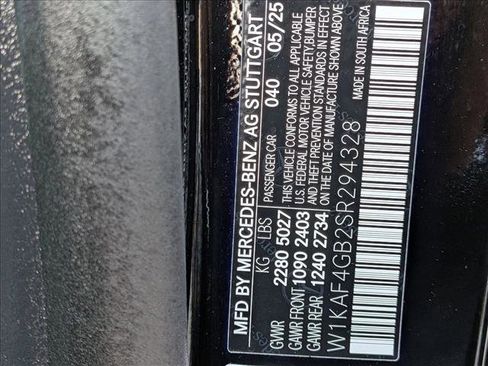 MFD BY MERCEDES-BENZ AG STUTTGART
PASSENGER CAR 040 05/25
KG LBS
GVWR 2280 5027
GAWR FRONT 1090 2403
GAWR REAR 1240 2734
THIS VEHICLE CONFORMS TO ALL APPLICABLE
U.S. FEDERAL MOTOR VEHICLE SAFETY,BUMPER
AND THEFT PREVENTION STANDARDS IN EFFECT
ON THE DATE OF MANUFACTURE SHOWN ABOVE
MADE IN SOUTH AFRICA
W1KAF4GB2SR294328